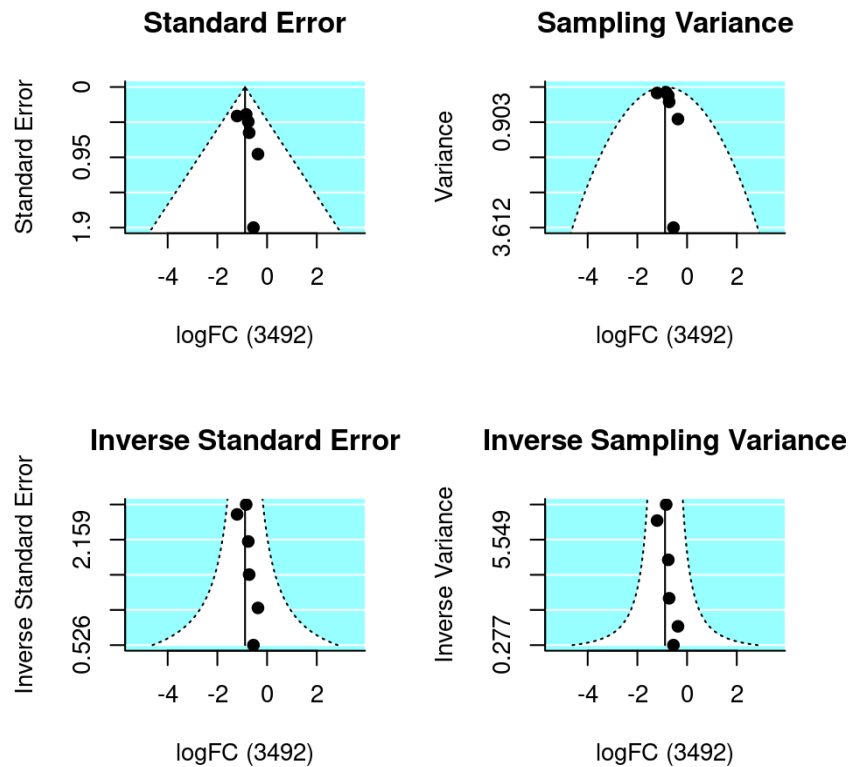 Standard Error
Standard Error
0
0.95
1.9
-4 -2 0 2
logFC (3492)
Sampling Variance
Variance
0.903
3.612
-4 -2 0 2
logFC (3492)
Inverse Standard Error
Inverse Standard Error
2.159
0.526
-4 -2 0 2
logFC (3492)
Inverse Sampling Variance
Inverse Variance
5.549
0.277
-4 -2 0 2
logFC (3492)